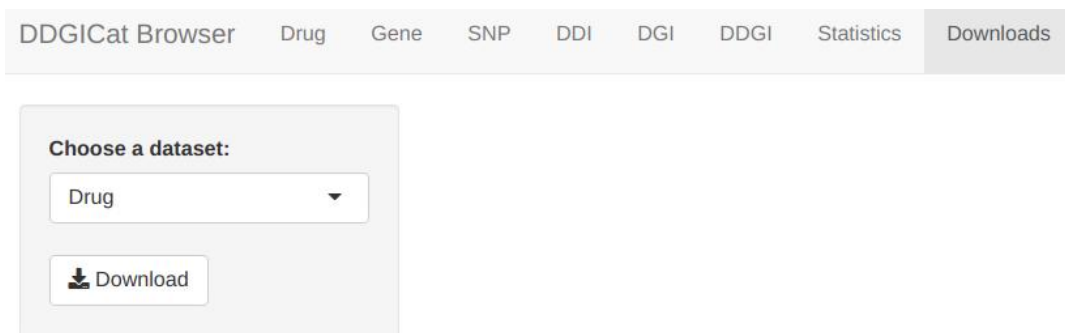 DDGICat Browser Drug Gene SNP DDI DGI DDGI Statistics Downloads
Choose a dataset:
Drug
Download